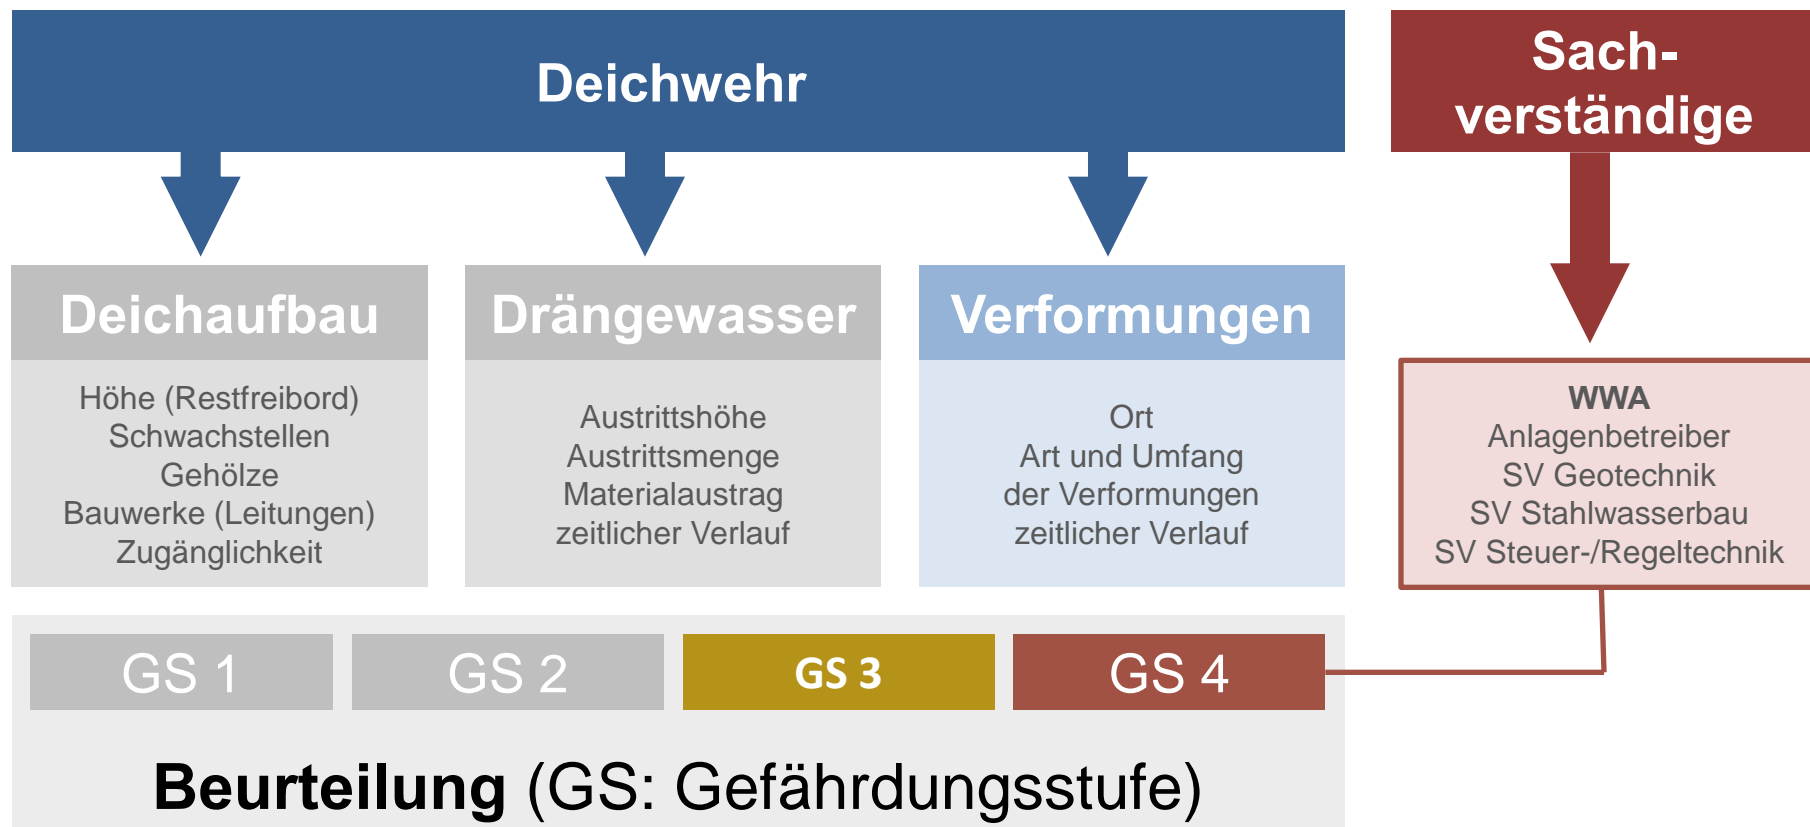 Deichwehr
Sach-
verständige
Deichaufbau
Höhe (Restfreibord)
Schwachstellen
Gehölze
Bauwerke (Leitungen)
Zugänglichkeit
Drängewasser
Austrittshöhe
Austrittsmenge
Materialaustrag
zeitlicher Verlauf
Verformungen
Ort
Art und Umfang
der Verformungen
zeitlicher Verlauf
WWA
Anlagenbetreiber
SV Geotechnik
SV Stahlwasserbau
SV Steuer-/Regeltechnik
GS 1
GS 2
GS 3
GS 4
Beurteilung (GS: Gefährdungsstufe)